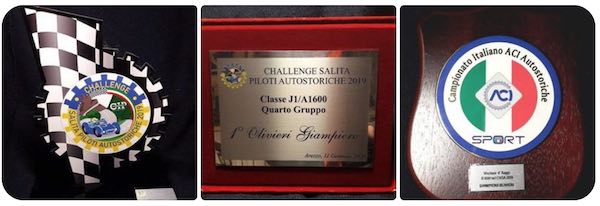 CHALLENGE
SALITA PILOTI AUTOSTORICHE 2019
CHALLENGE SALITA
PILOTI AUTOSTORICHE 2019
Classe J1/A1600
Quarto Gruppo
1° Olivieri Giampiero
Arezzo, 11 Gennaio
Campionato Italiano ACI Autostoriche
ACI
SPORT